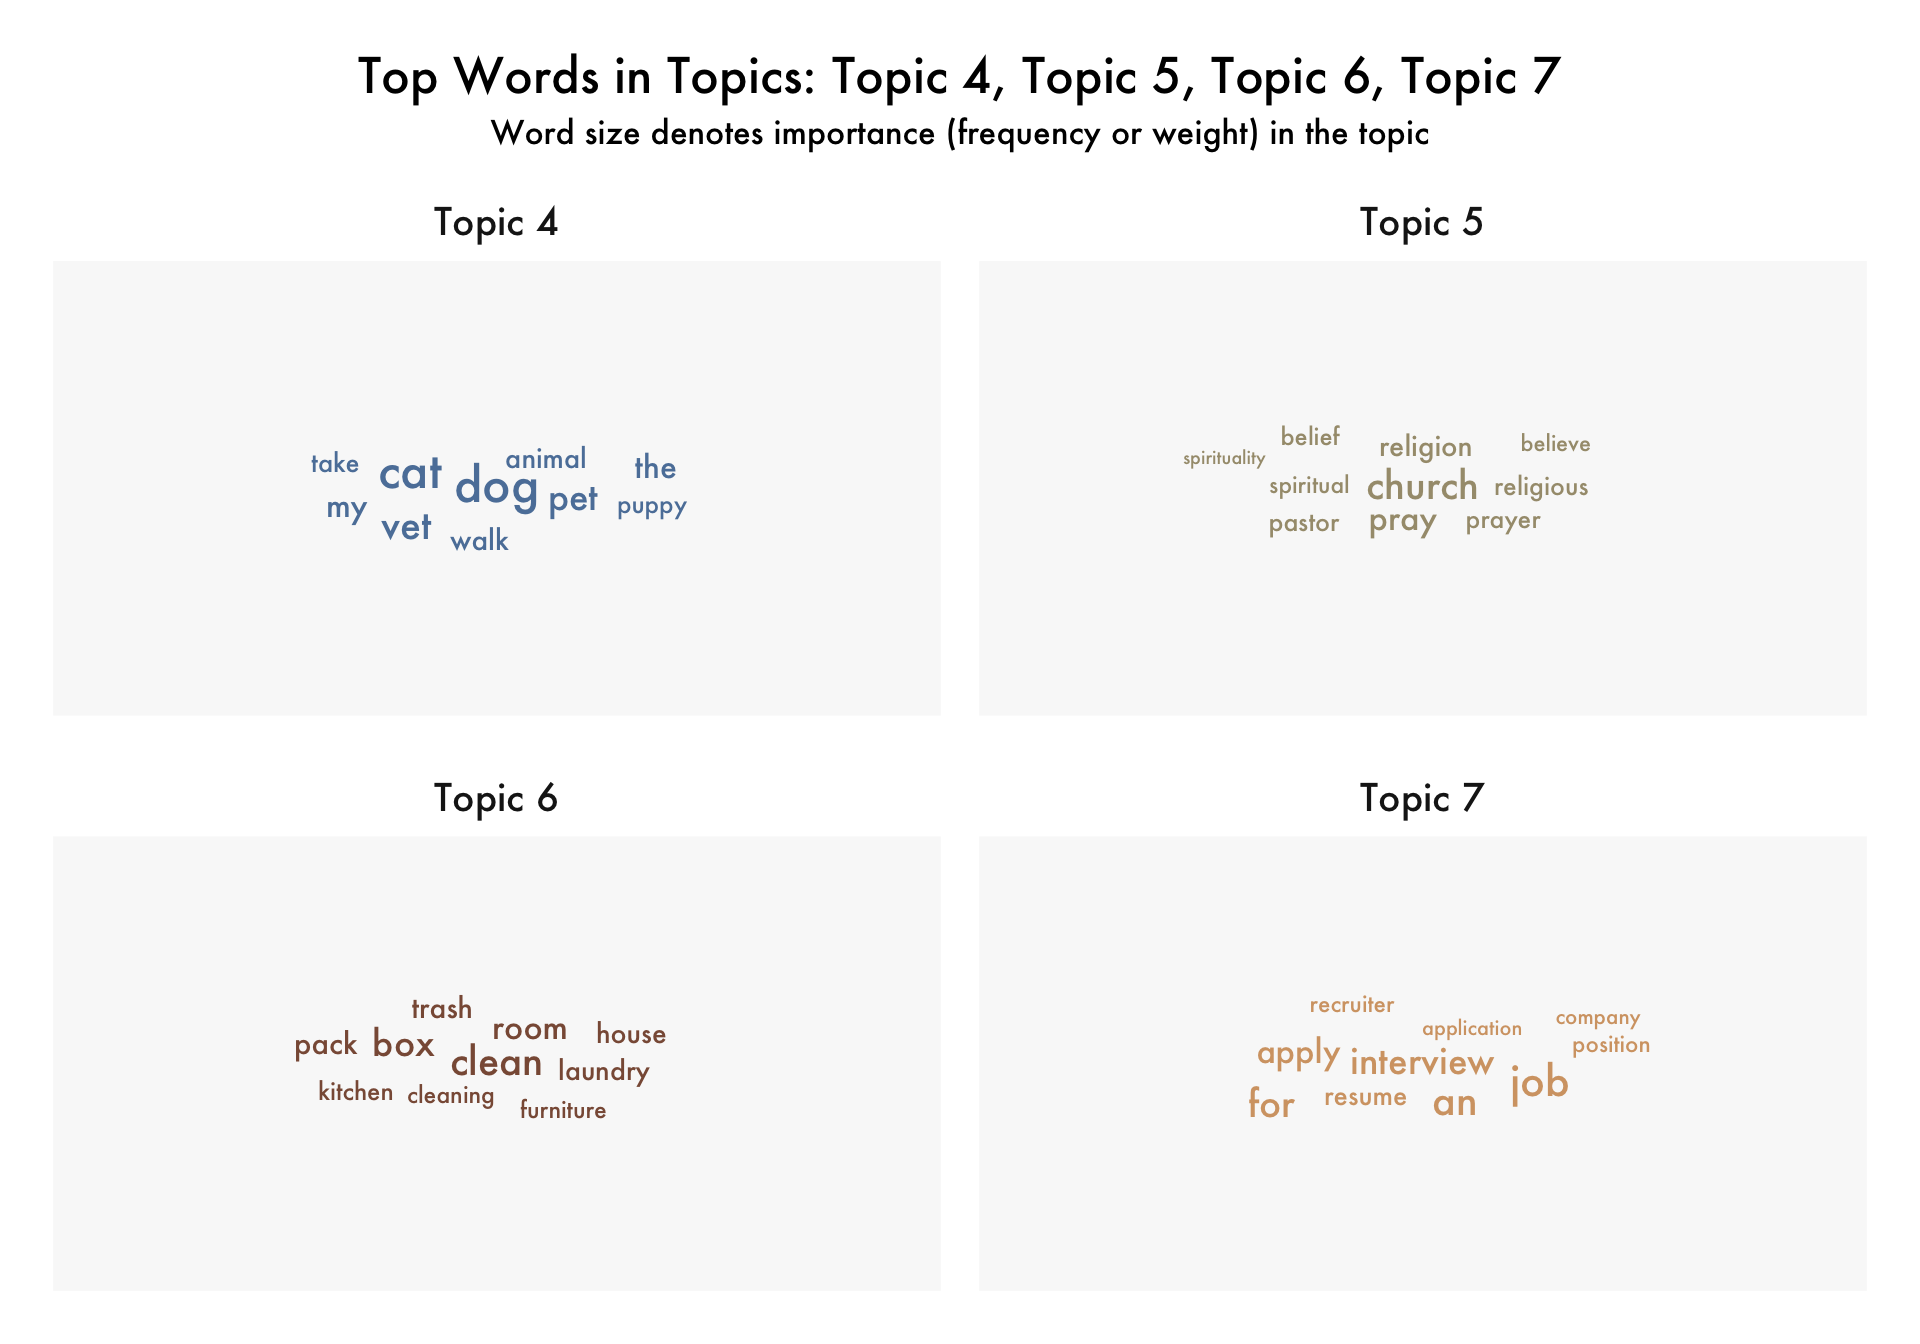 Top Words in Topics: Topic 4, Topic 5, Topic 6, Topic 7
Word size denotes importance (frequency or weight) in the topic
Topic 4
take cat dog animal the
my vet walk pet puppy
Topic 5
spirituality belief religion believe
spiritual church religious
pastor pray prayer
Topic 6
trash
pack box clean room house
laundry
kitchen cleaning furniture
Topic 7
recruiter application company
position
apply interview job
for resume an